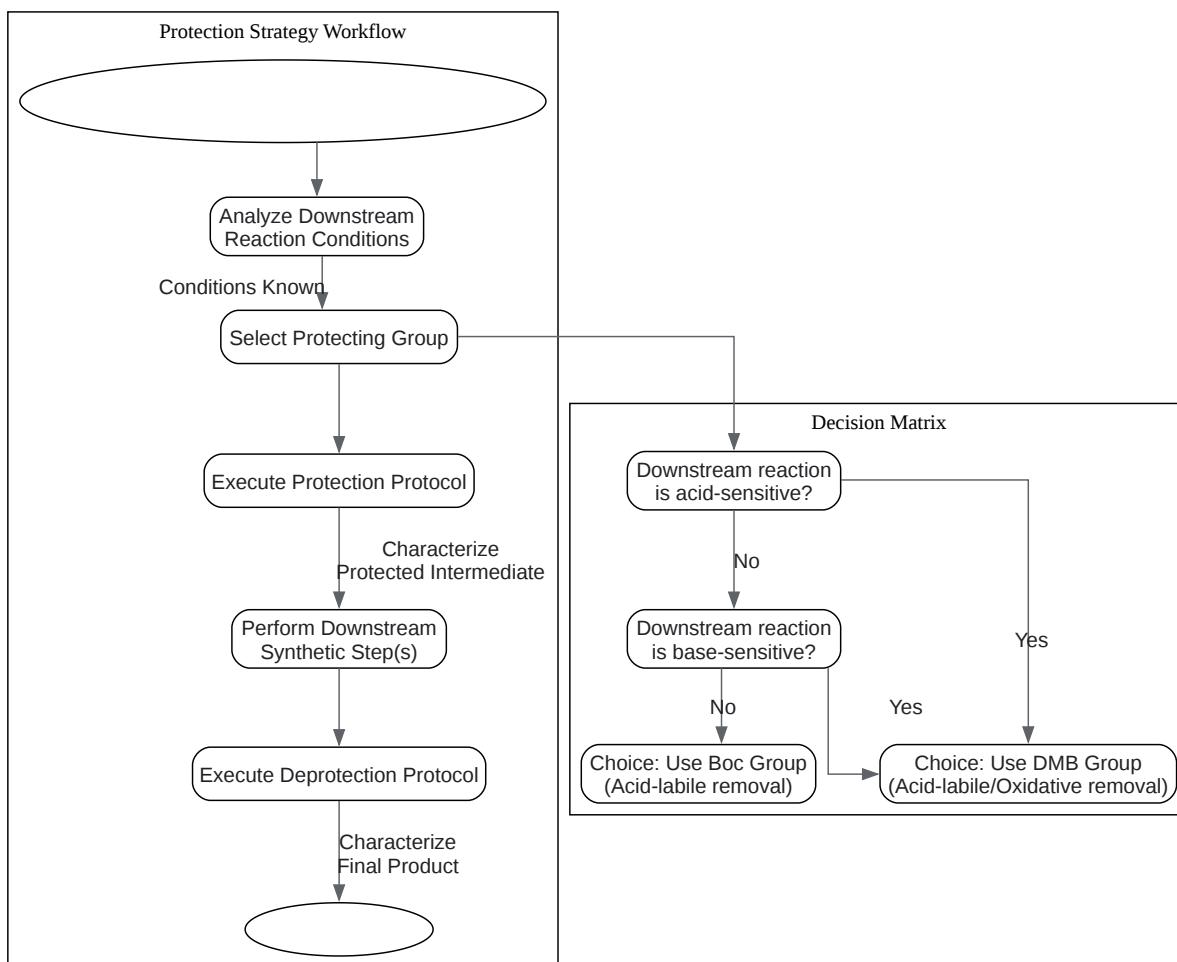 Protection Strategy Workflow
Analyze Downstream
Reaction Conditions
Conditions Known
Select Protecting Group
Execute Protection Protocol
Characterize
Protected Intermediate
Perform Downstream
Synthetic Step(s)
Execute Deprotection Protocol
Characterize
Final Product
Decision Matrix
Downstream reaction
is acid-sensitive?
No
Yes
Downstream reaction
is base-sensitive?
No
Yes
Choice: Use Boc Group
(Acid-labile removal)
Choice: Use DMB Group
(Acid-labile/Oxidative removal)